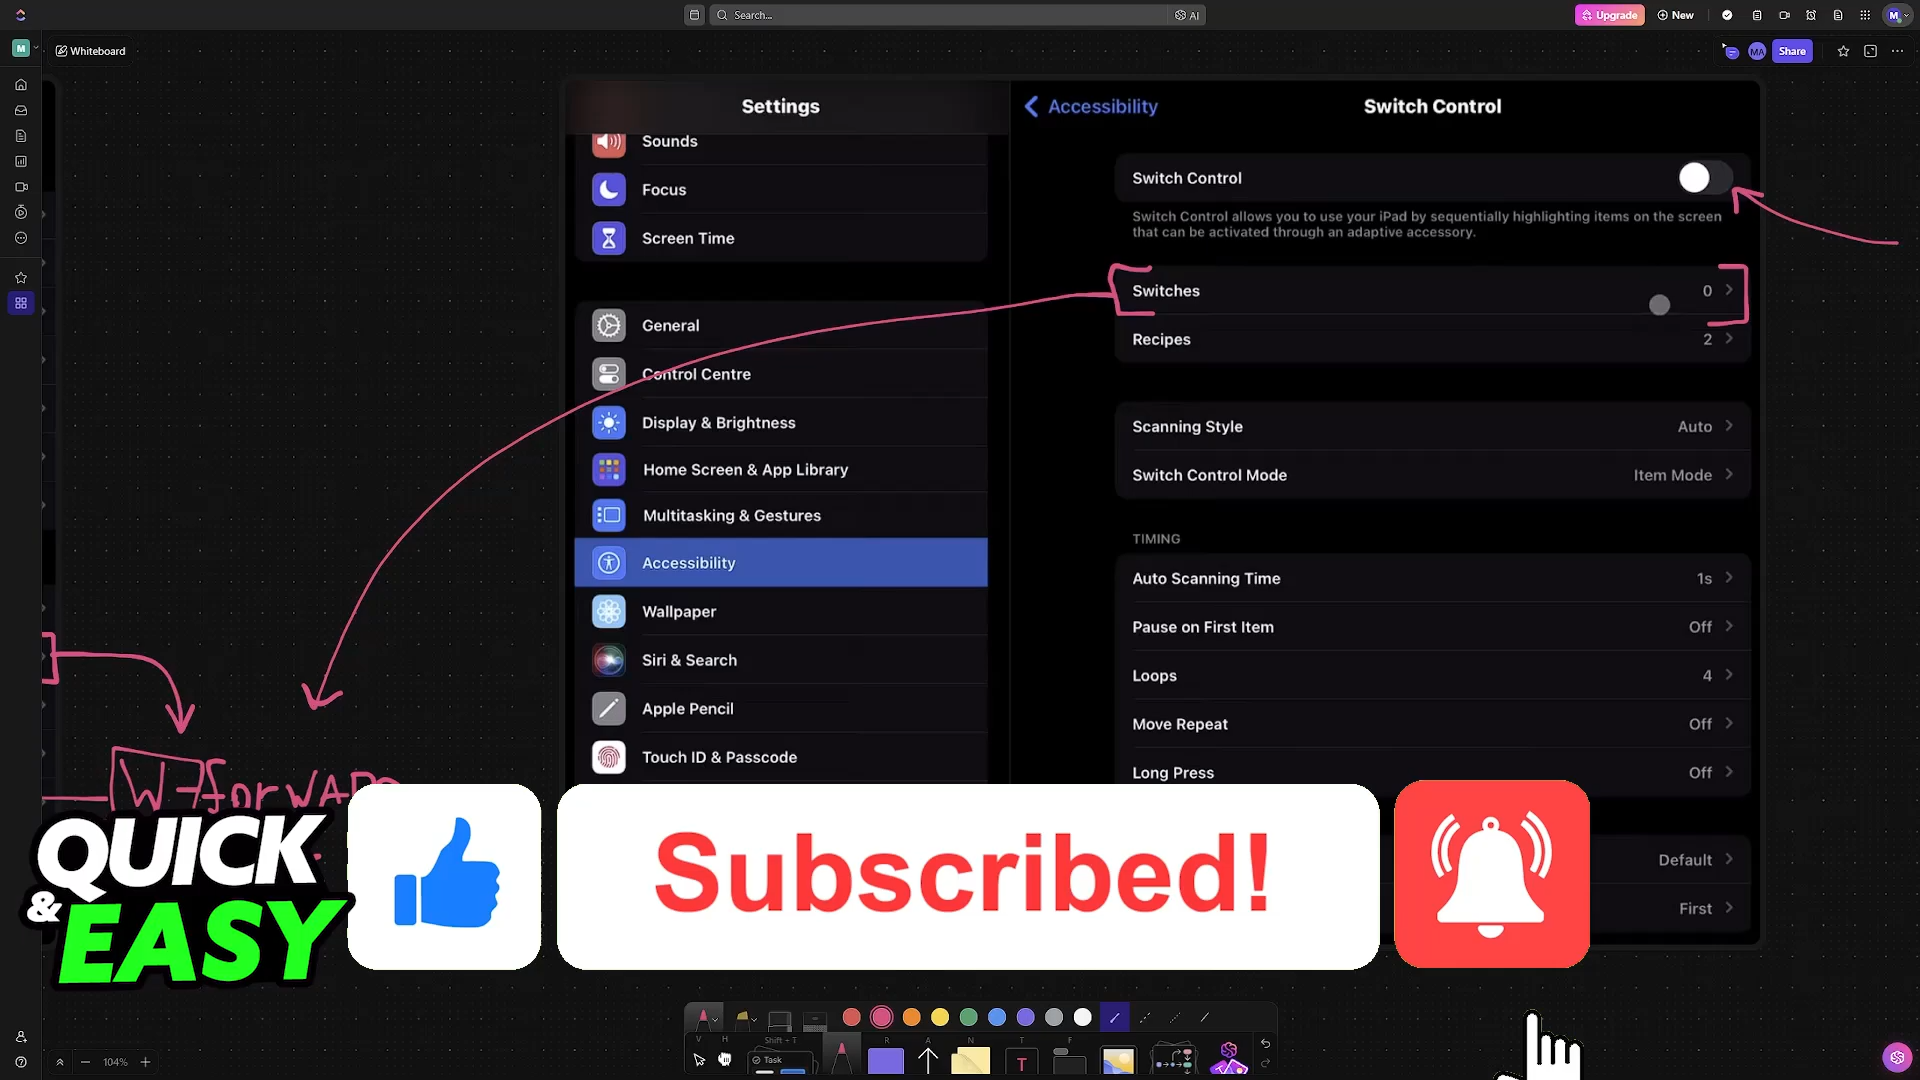 Search...
AI
Upgrade
New
M
M
Whiteboard
MA
Share
Settings
Accessibility
Switch Control
Sounds
Focus
Screen Time
General
Control Centre
Display & Brightness
Home Screen & App Library
Multitasking & Gestures
Accessibility
Wallpaper
Siri & Search
Apple Pencil
Touch ID & Passcode
Switch Control
Switch Control allows you to use your iPad by sequentially highlighting items on the screen
that can be activated through an adaptive accessory.
Switches 0
Recipes 2
Scanning Style Auto
Switch Control Mode Item Mode
TIMING
Auto Scanning Time 1s
Pause on First Item Off
Loops 4
Move Repeat Off
Long Press Off
Default
First
W forWARD
QUICK
& EASY
Subscribed!
V H Shift + T R A N T F
Task
T
104%